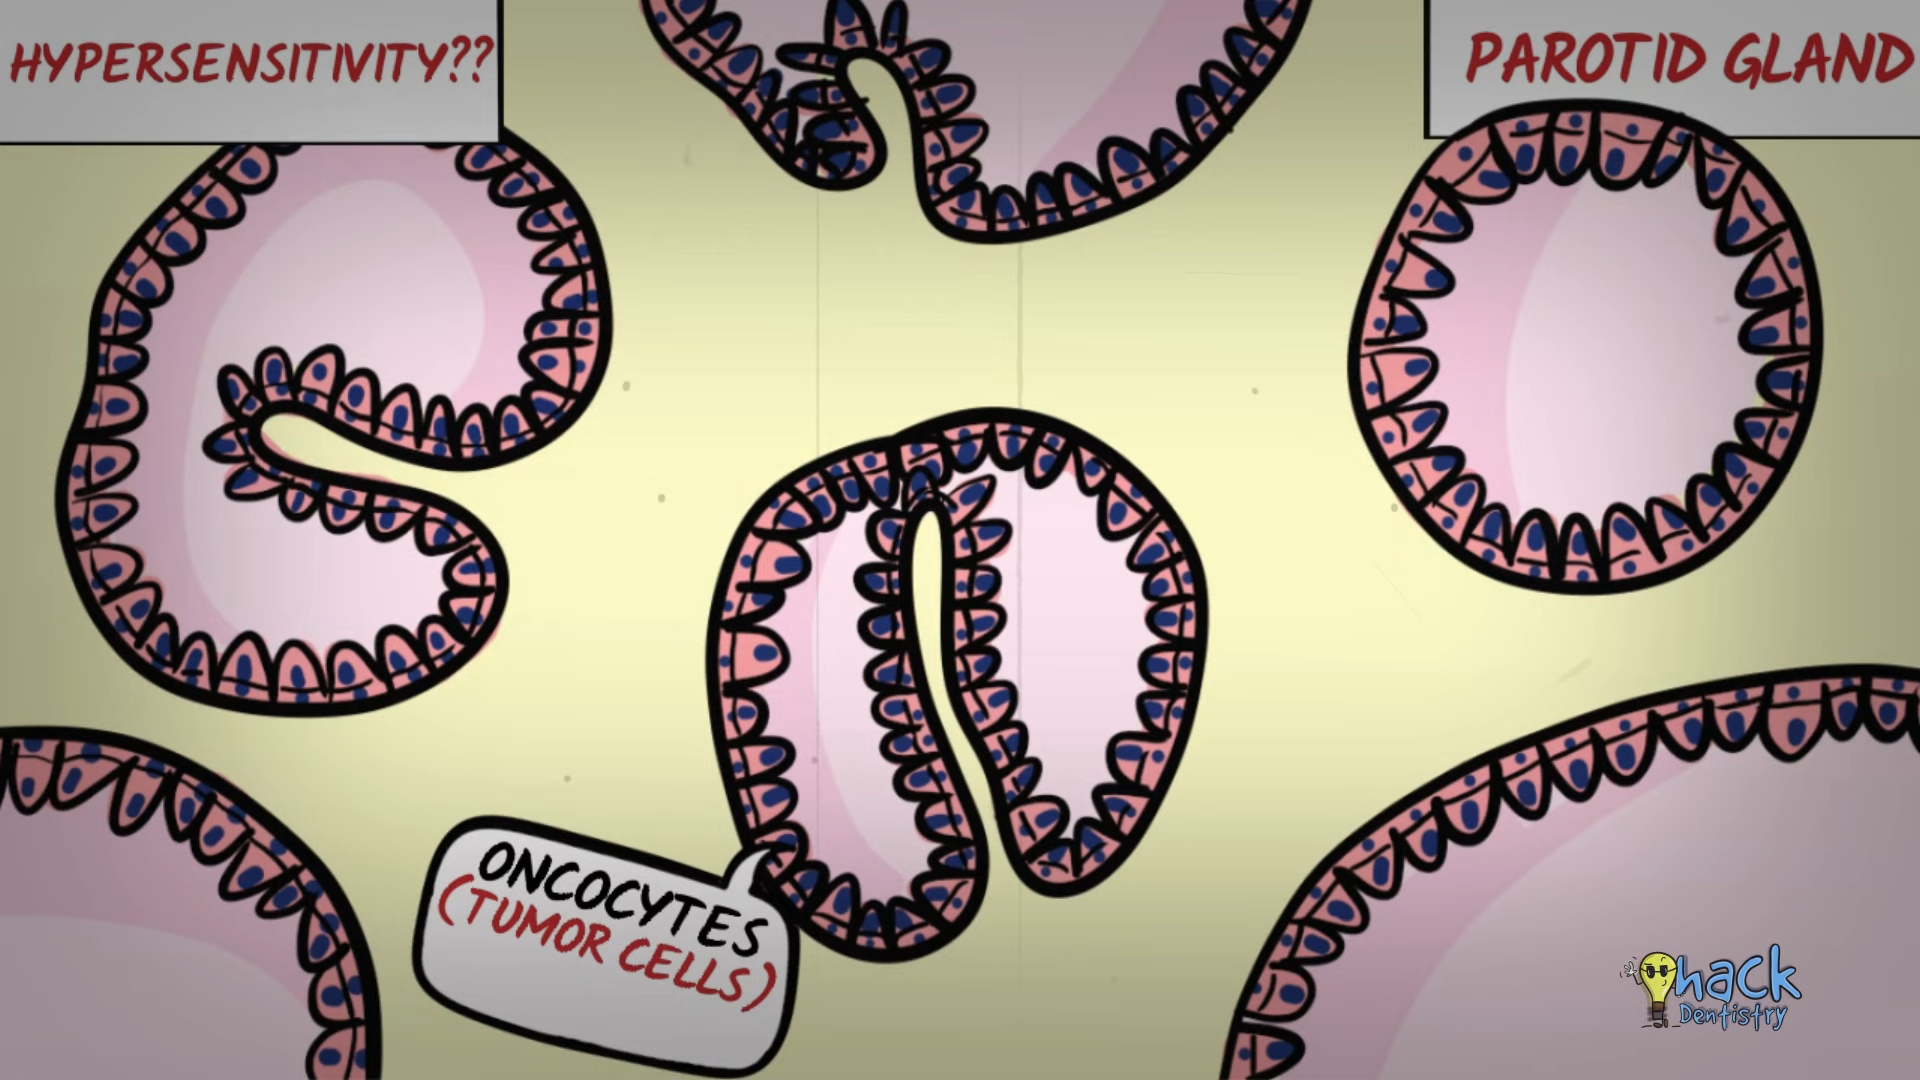 HYPERSENSITIVITY??
PAROTID GLAND
ONCOCYTES
(TUMOR CELLS)
hack
Dentistry